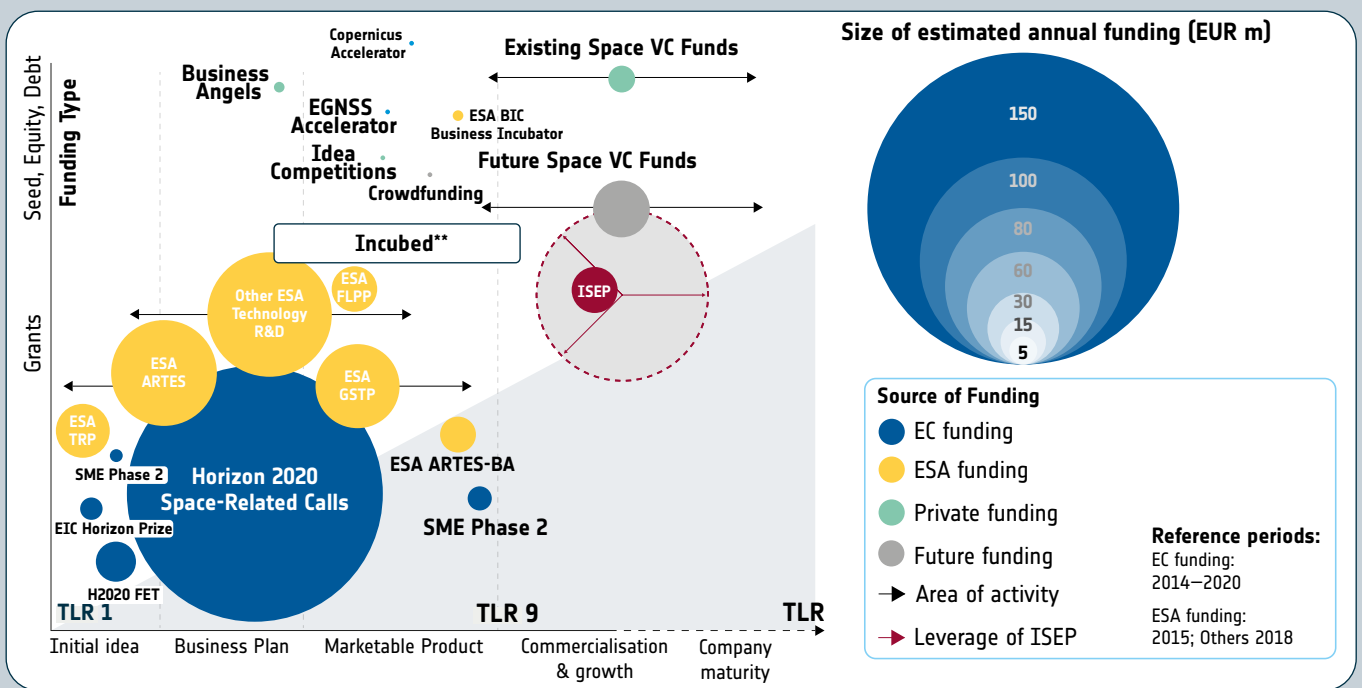 Size of estimated annual funding (EUR m)
150
100
80
60
30
15
5
Seed, Equity, Debt
Grants
Funding Type
Copernicus
Accelerator
Business
Angels
EGNSS
Accelerator
Idea
Competitions
Crowdfunding
ESA BIC
Business Incubator
Existing Space VC Funds
Future Space VC Funds
Incubed**
ISEP
ESA
FLPP
Other ESA
Technology
R&D
ESA
ARTES
ESA
GSTP
ESA
TRP
SME Phase 2
EIC Horizon Prize
H2020 FET
Horizon 2020
Space-Related Calls
ESA ARTES-BA
SME Phase 2
TLR 1
TLR 9
TLR
Initial idea
Business Plan
Marketable Product
Commercialisation
& growth
Company
maturity
Source of Funding
EC funding
ESA funding
Private funding
Future funding
Area of activity
Leverage of ISEP
Reference periods:
EC funding:
2014–2020
ESA funding:
2015; Others 2018